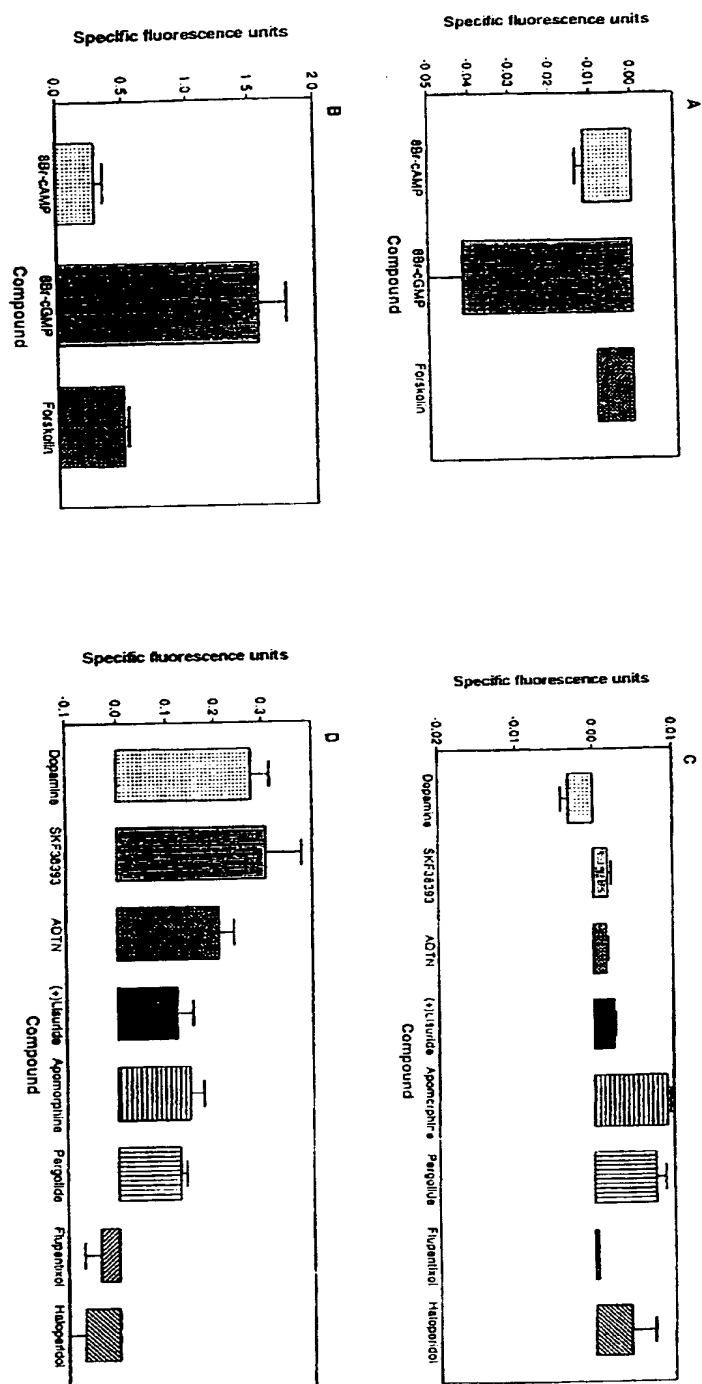 A
Specific fluorescence units
0.00
-0.01
-0.02
-0.03
-0.04
-0.05
8Br-cAMP
8Br-cGMP
Forskolin
Compound
B
Specific fluorescence units
2 0
1 5
1 0
0 5
0.0
8Br-cAMP
8Br-cGMP
Forskolin
Compound
C
Specific fluorescence units
0.01
0.00
-0.01
-0.02
Dopamine
SKF38393
ADTN
(+)Lisuride
Apomorphine
Pergolide
Flupentixol
Haloperidol
Compound
D
Specific fluorescence units
0.3
0.2
0.1
0.0
-0.1
Dopamine
SKF38393
ADTN
(+)Lisuride
Apomorphine
Pergolide
Flupentixol
Haloperidol
Compound